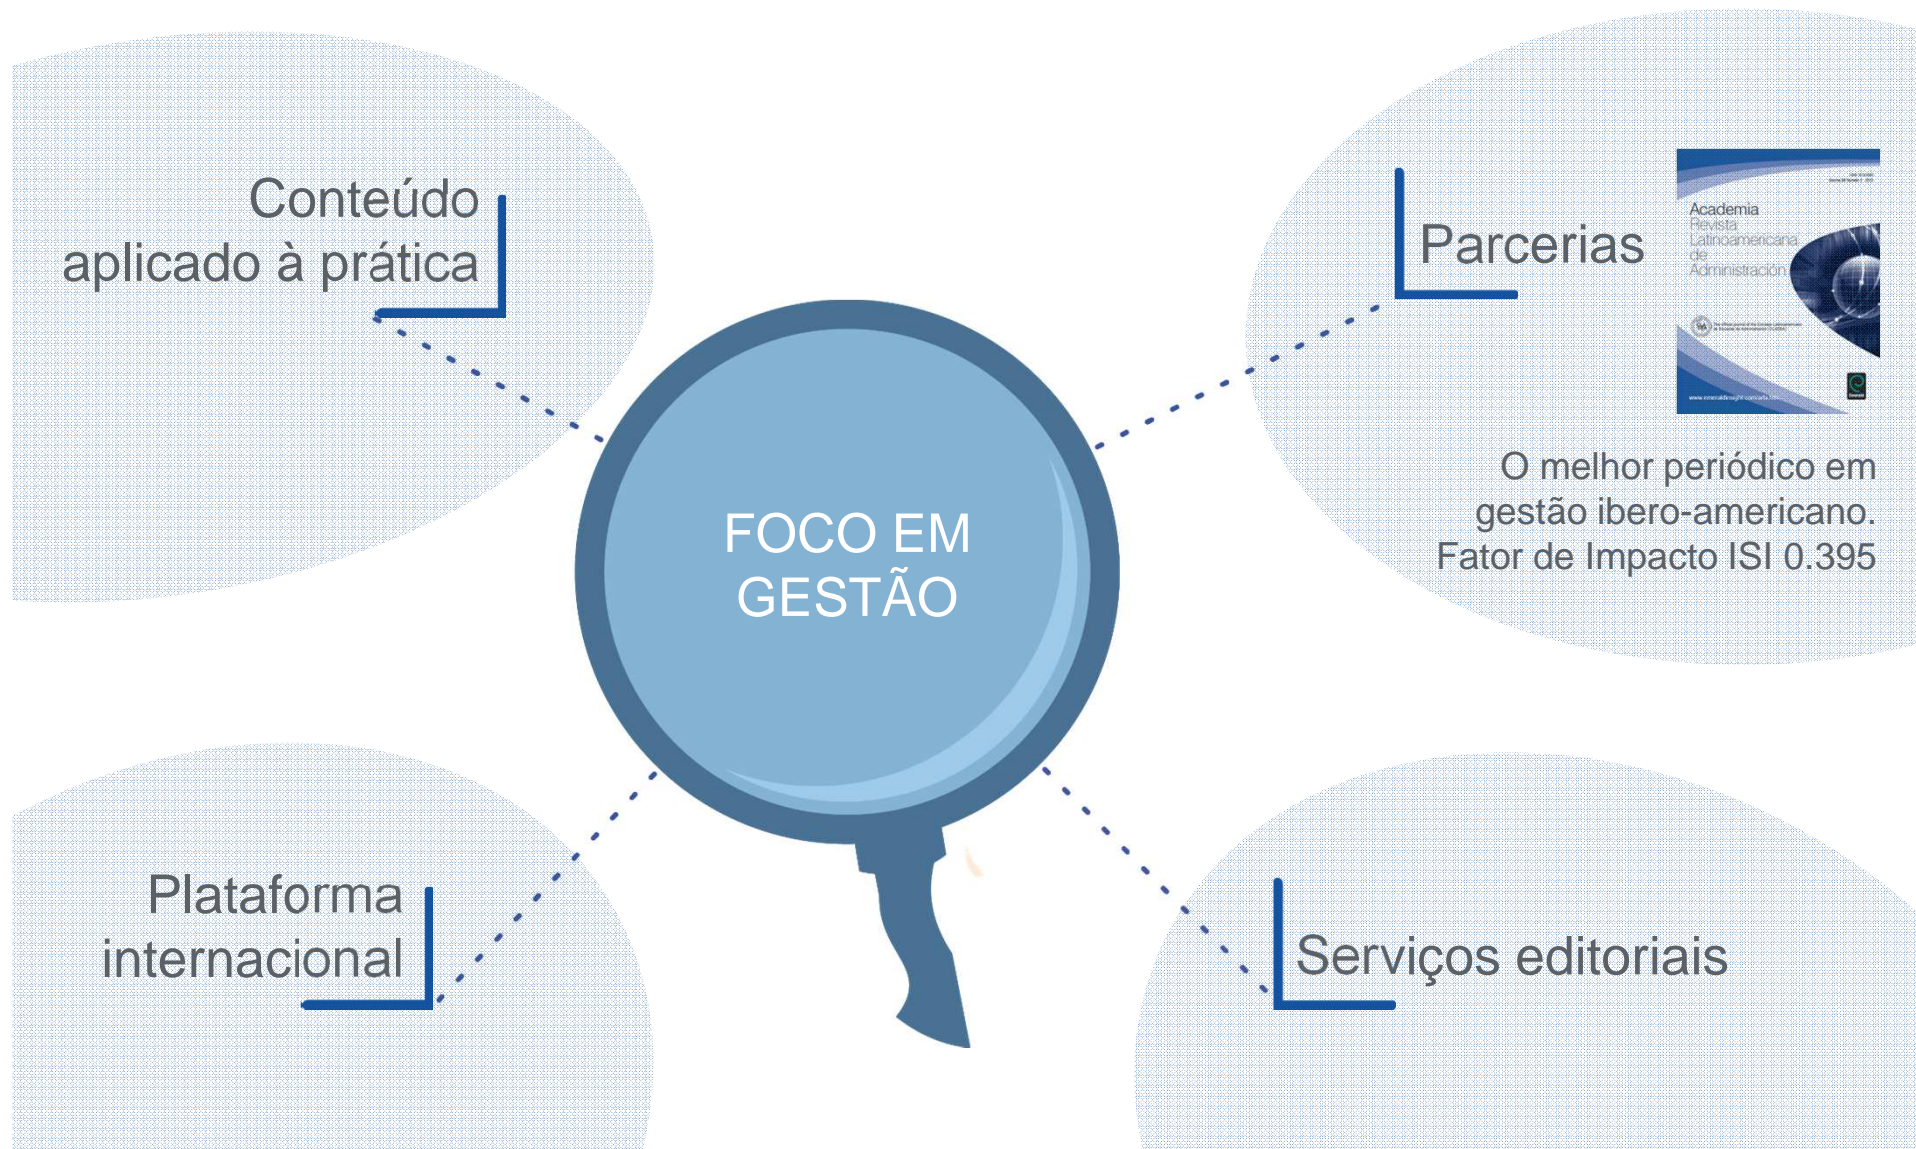 Conteúdo
aplicado à prática
Parcerias
Academia
Revista
Latinoamericana
de
Administración
O melhor periódico em
gestão ibero-americano.
Fator de Impacto ISI 0.395
FOCO EM
GESTÃO
Plataforma
internacional
Serviços editoriais